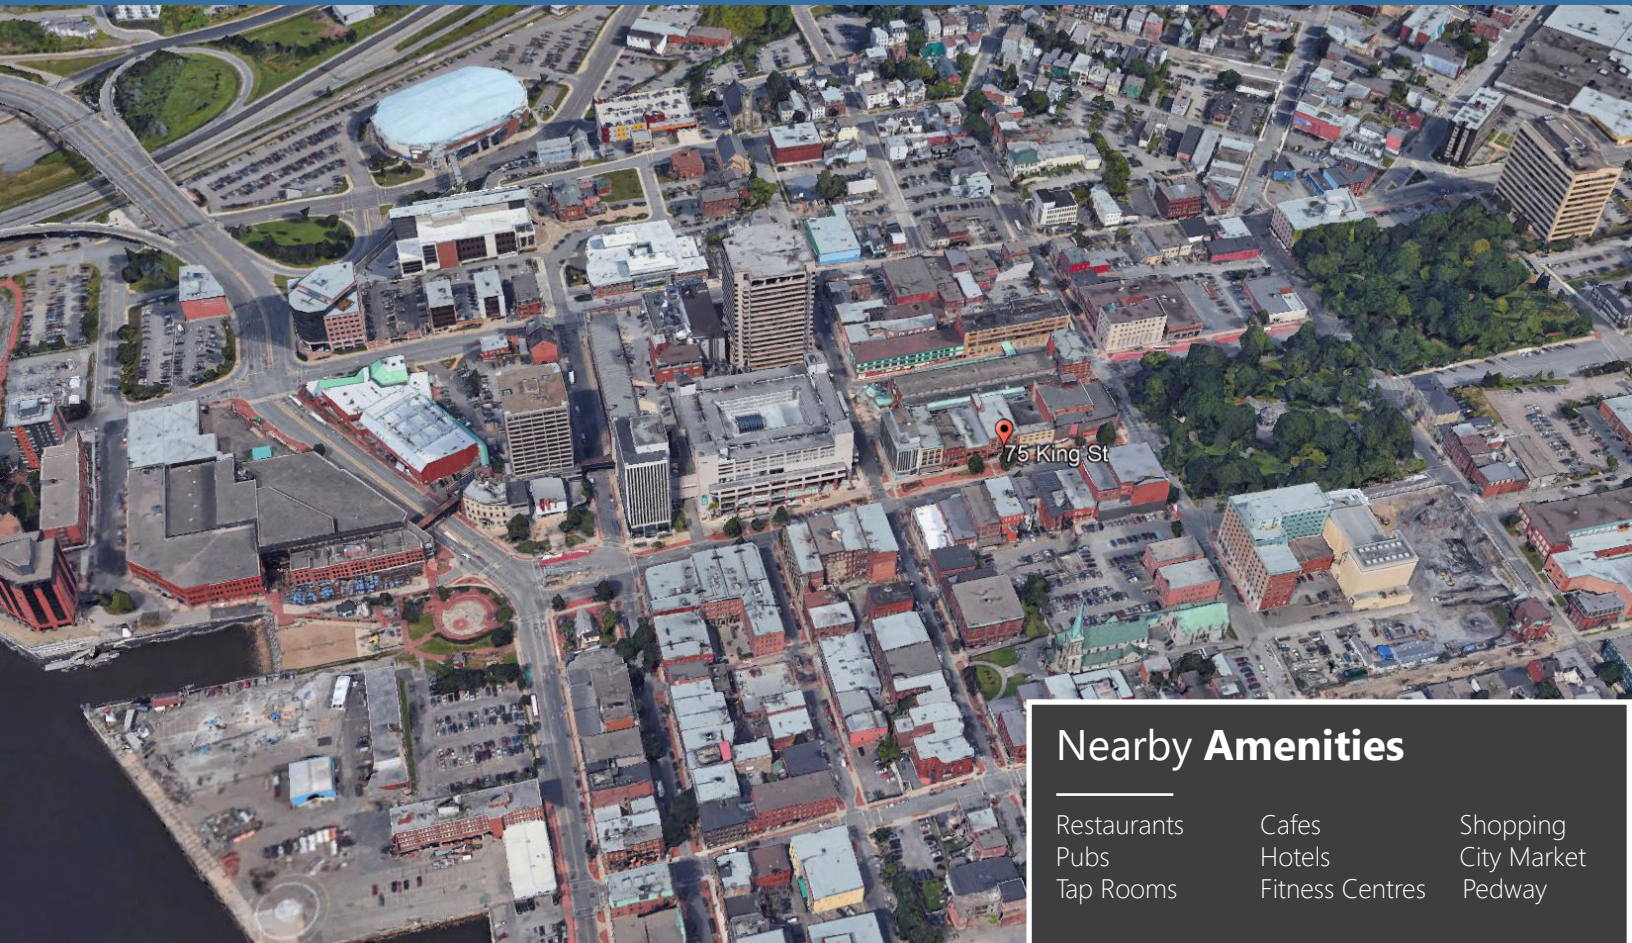 75 King St
Nearby Amenities
Restaurants
Pubs
Tap Rooms
Cafes
Hotels
Fitness Centres
Shopping
City Market
Pedway